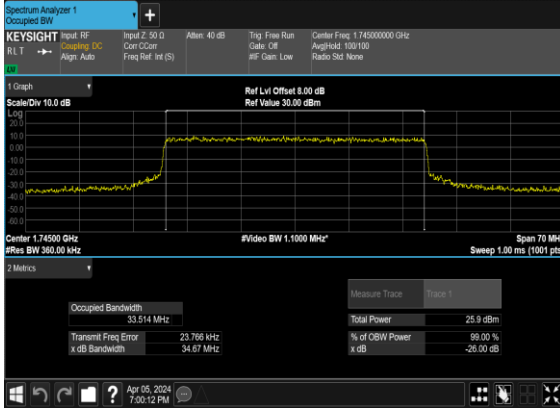 Spectrum Analyzer 1
Occupied BW
KEYSIGHT Input: RF Input Z: 50 Ω Atten: 40 dB Trig: Free Run Center Freq: 1.745000000 GHz
RLT Coupling: DC Corr CCorr Gate: Off Avg|Hold: 100/100
Align: Auto Freq Ref: Int (S) #IF Gain: Low Radio Std: None
LW
1 Graph
Ref Lvl Offset 8.00 dB
Scale/Div 10.0 dB Ref Value 30.00 dBm
Log
20.0
10.0
0.00
-10.0
-20.0
-30.0
-40.0
-50.0
-60.0
Center 1.74500 GHz #Video BW 1.1000 MHz* Span 70 MH
#Res BW 360.00 kHz Sweep 1.00 ms (1001 pts
2 Metrics
Measure Trace Trace 1
Occupied Bandwidth
33.514 MHz Total Power 25.9 dBm
Transmit Freq Error 23.766 kHz % of OBW Power 99.00 %
x dB Bandwidth 34.67 MHz x dB -26.00 dB
? Apr 05, 2024
7:00:12 PM